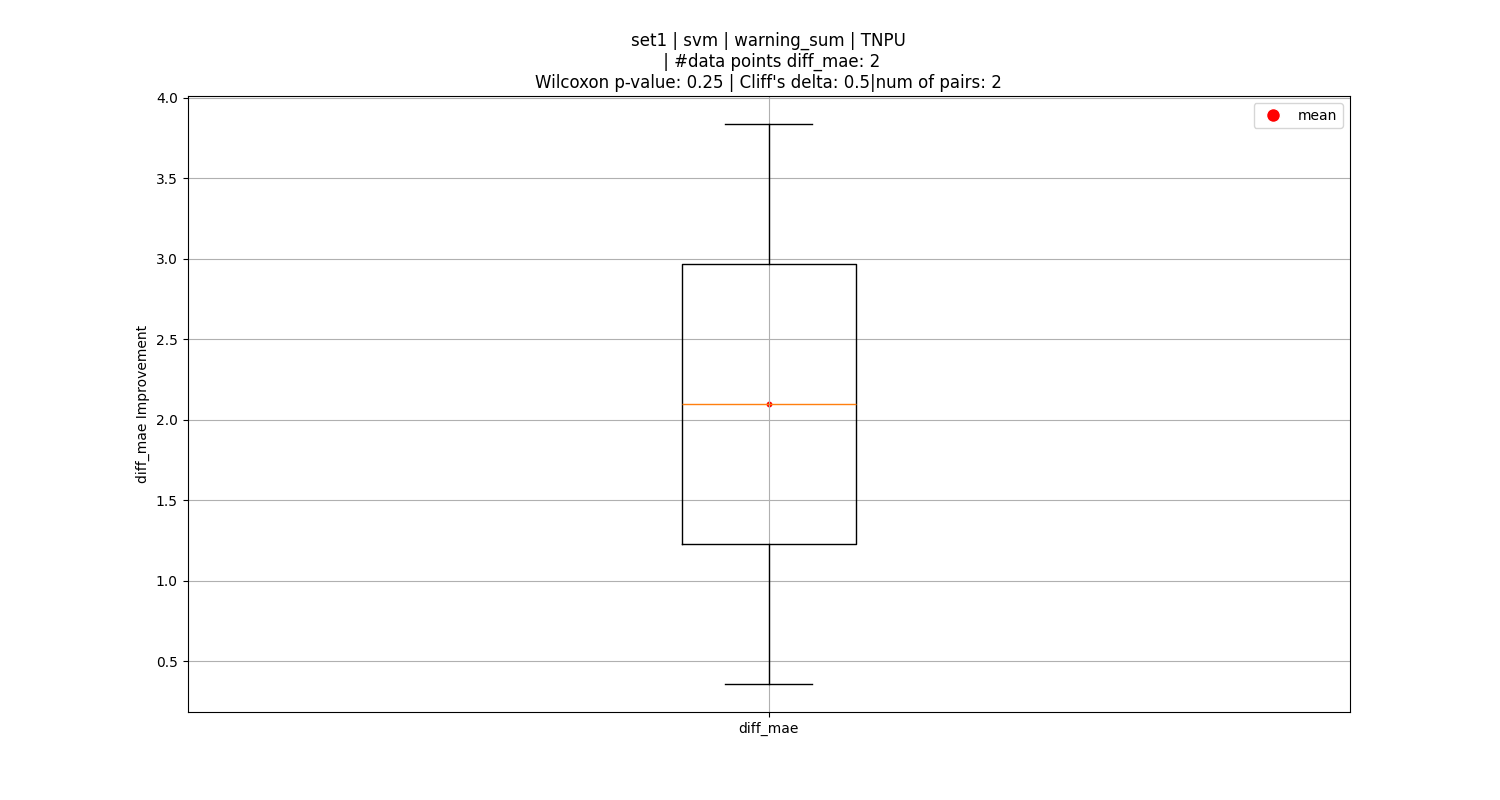 set1 | svm | warning_sum | TNPU
| #data points diff_mae: 2
Wilcoxon p-value: 0.25 | Cliff's delta: 0.5|num of pairs: 2
mean
4.0
3.5
3.0
2.5
2.0
1.5
1.0
0.5
diff_mae Improvement
diff_mae